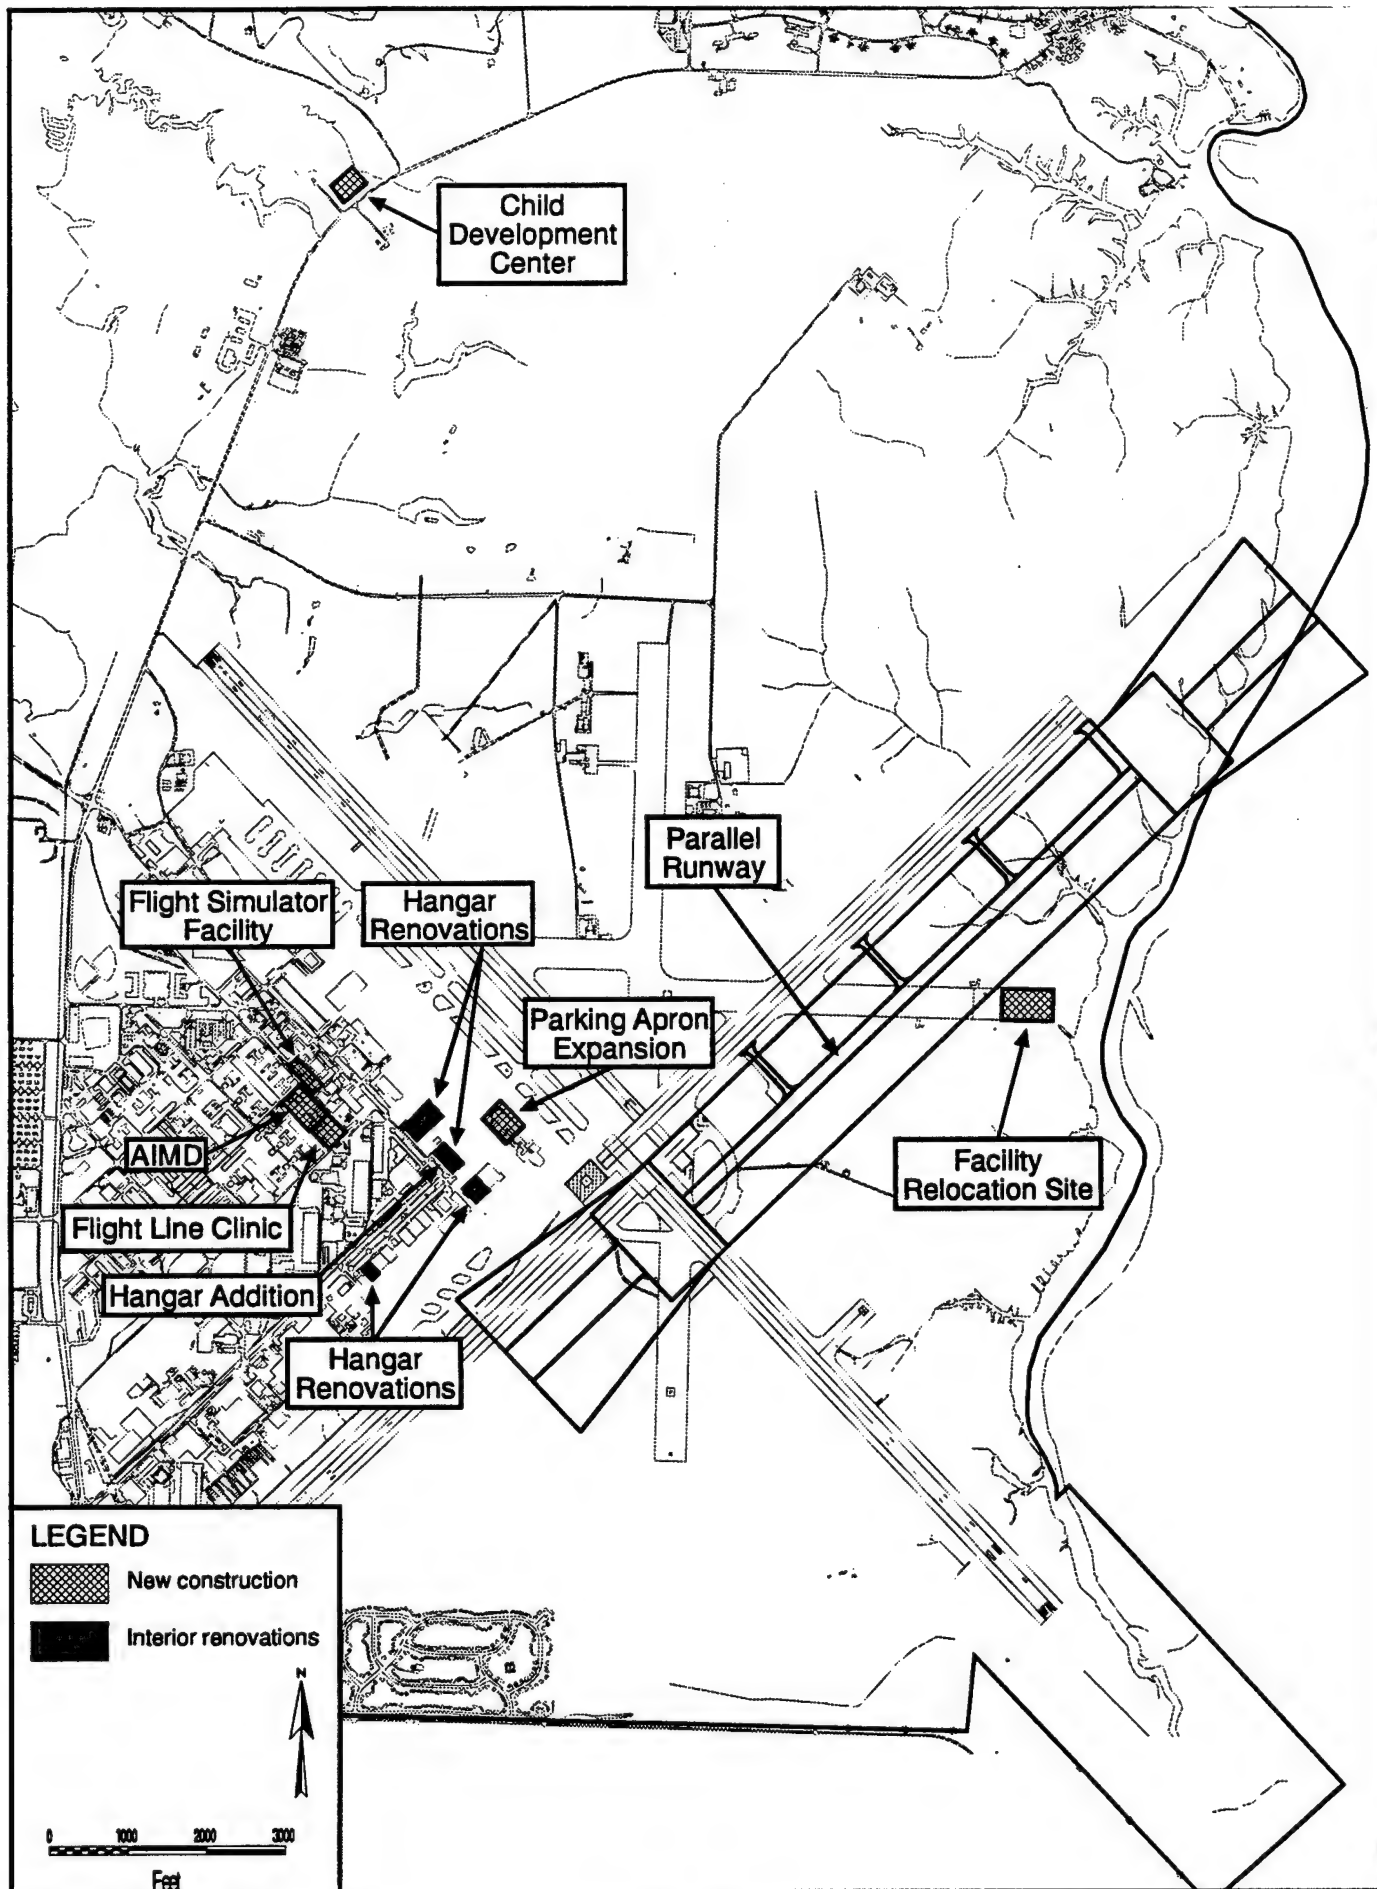 Child
Development
Center
Parallel
Runway
Flight Simulator
Facility
Hangar
Renovations
Parking Apron
Expansion
AIMD
Facility
Relocation Site
Flight Line Clinic
Hangar Addition
Hangar
Renovations
LEGEND
New construction
Interior renovations
N
0 1000 2000 3000
Feet